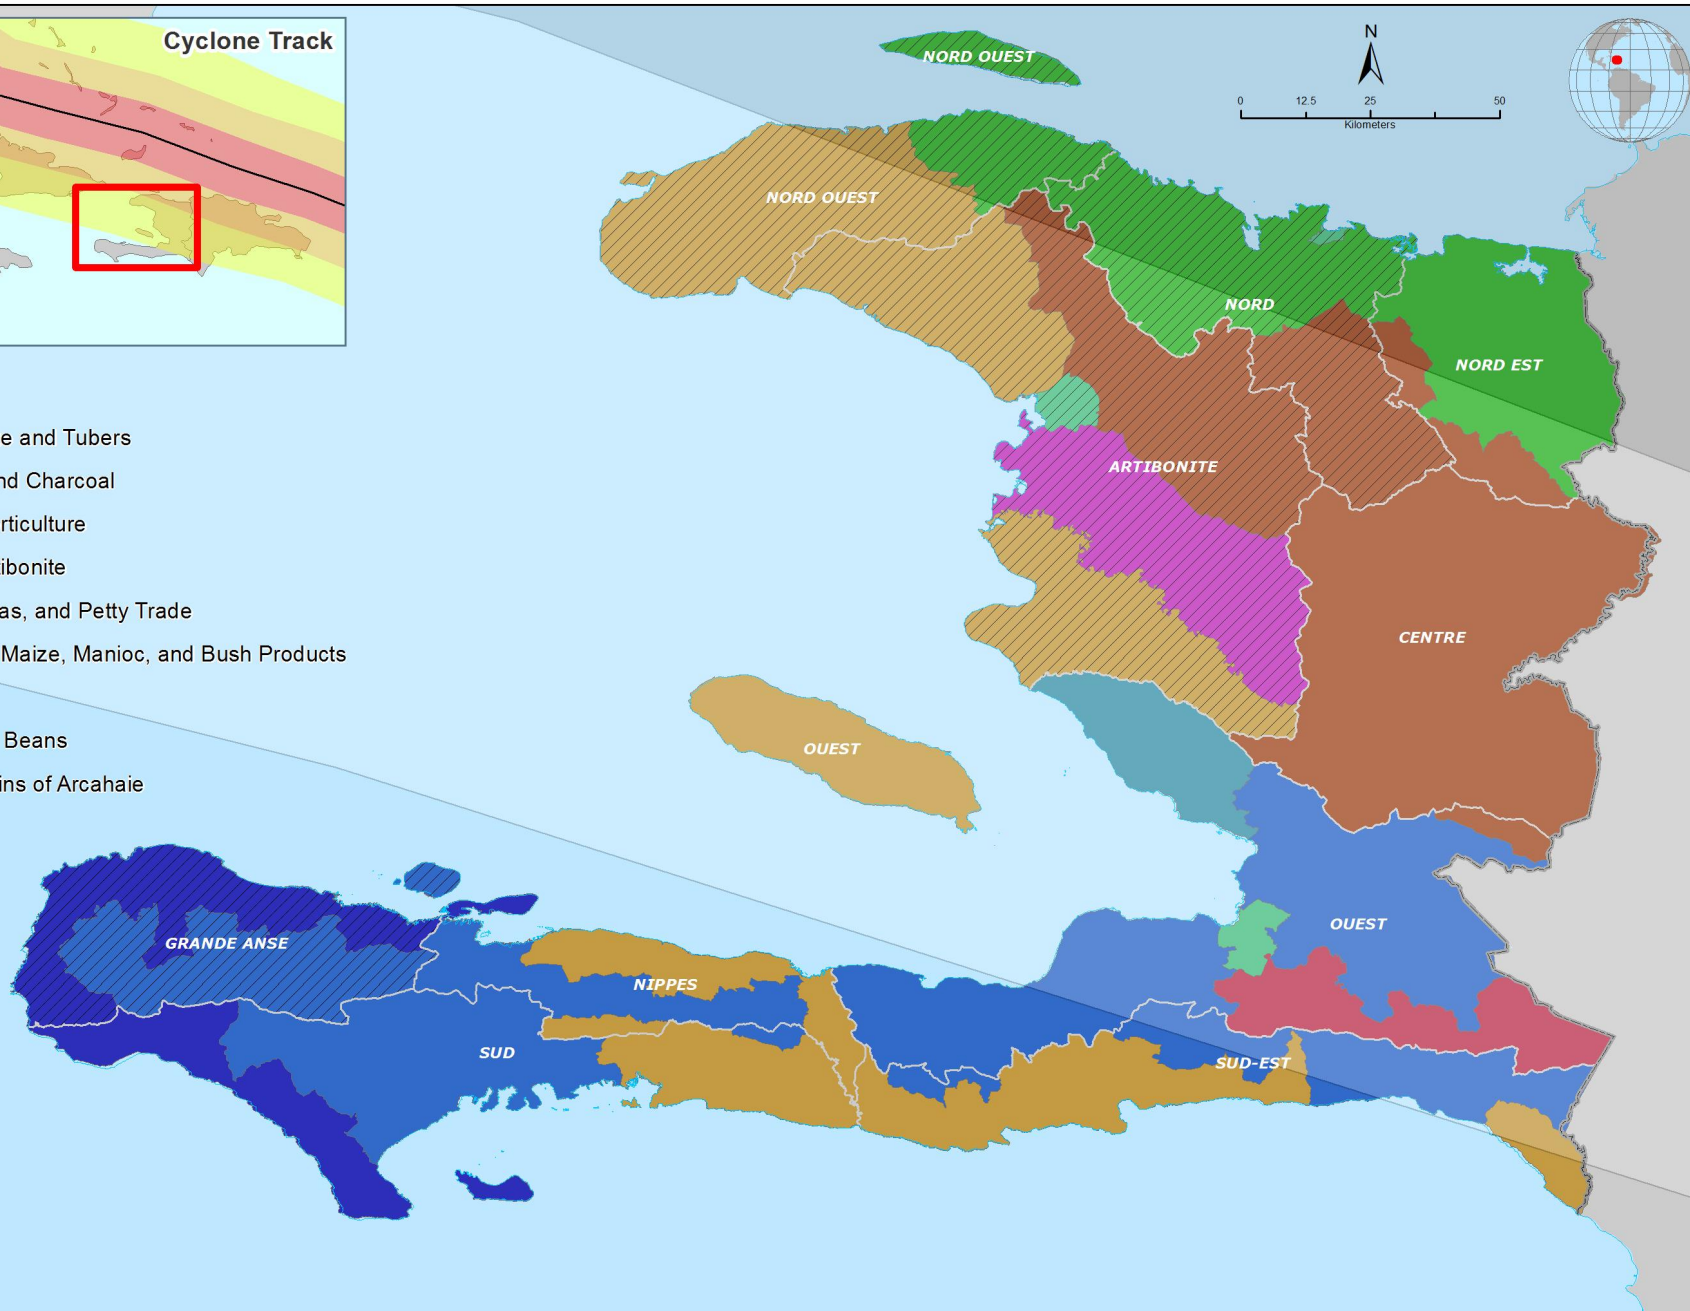 Cyclone Track
NORD OUEST
N
0 12.5 25 50
Kilometers
NORD OUEST
NORD
NORD EST
e and Tubers
nd Charcoal
ARTIBONITE
rticulture
tibonite
as, and Petty Trade
CENTRE
Maize, Manioc, and Bush Products
Beans
OUEST
ins of Arcahaie
OUEST
GRANDE ANSE
NIPPES
SUD
SUD-EST